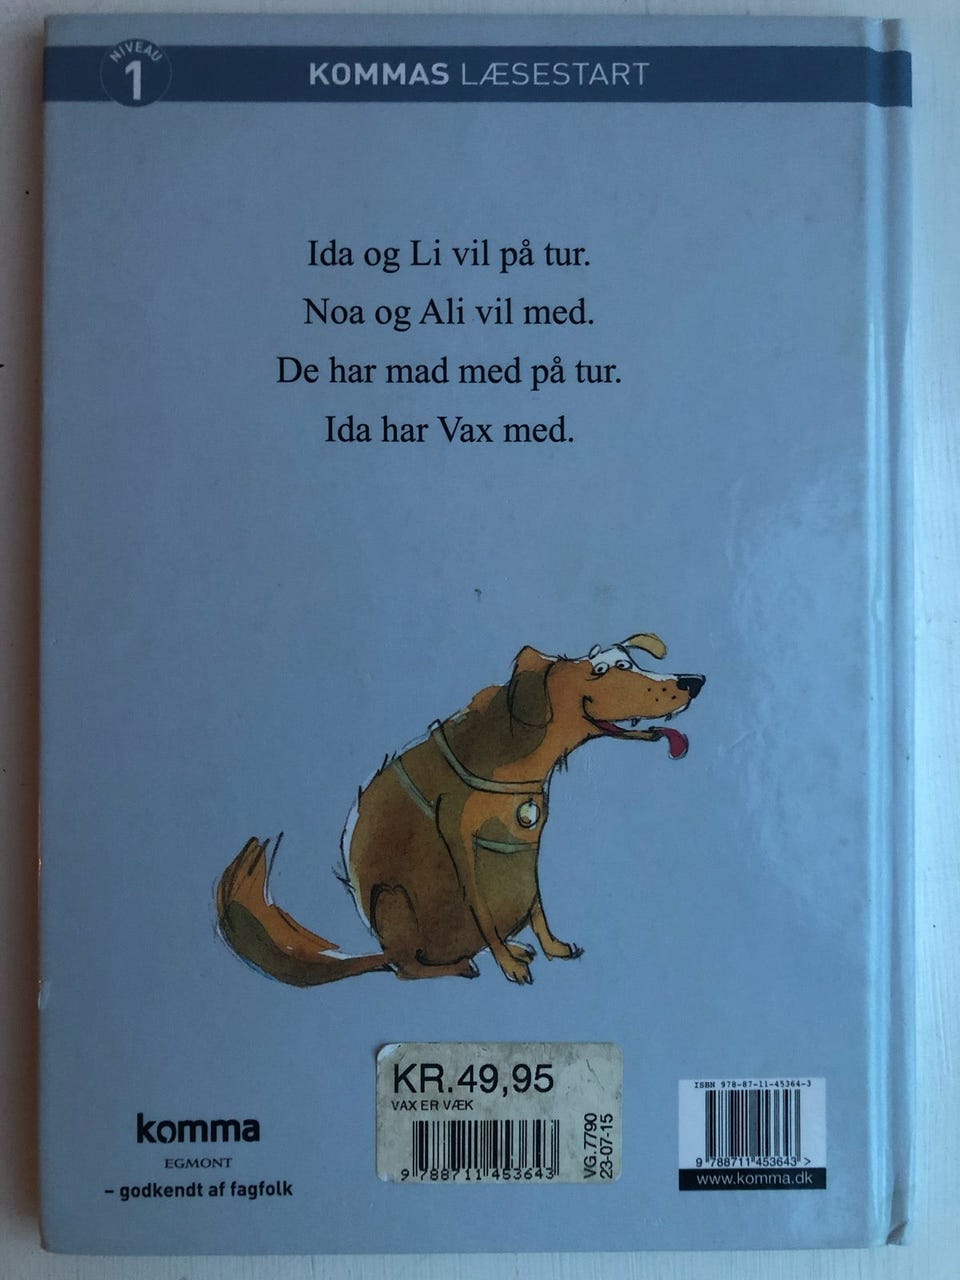 NIVEAU
1
KOMMAS LÆSESTART
Ida og Li vil på tur.
Noa og Ali vil med.
De har mad med på tur.
Ida har Vax med.
KR.49,95
VAX ER VÆK
9 788711 453643
VG.7790
23-07-15
ISBN 978-87-11-45364-3
9 788711 453643 >
www.komma.dk
komma
EGMONT
– godkendt af fagfolk